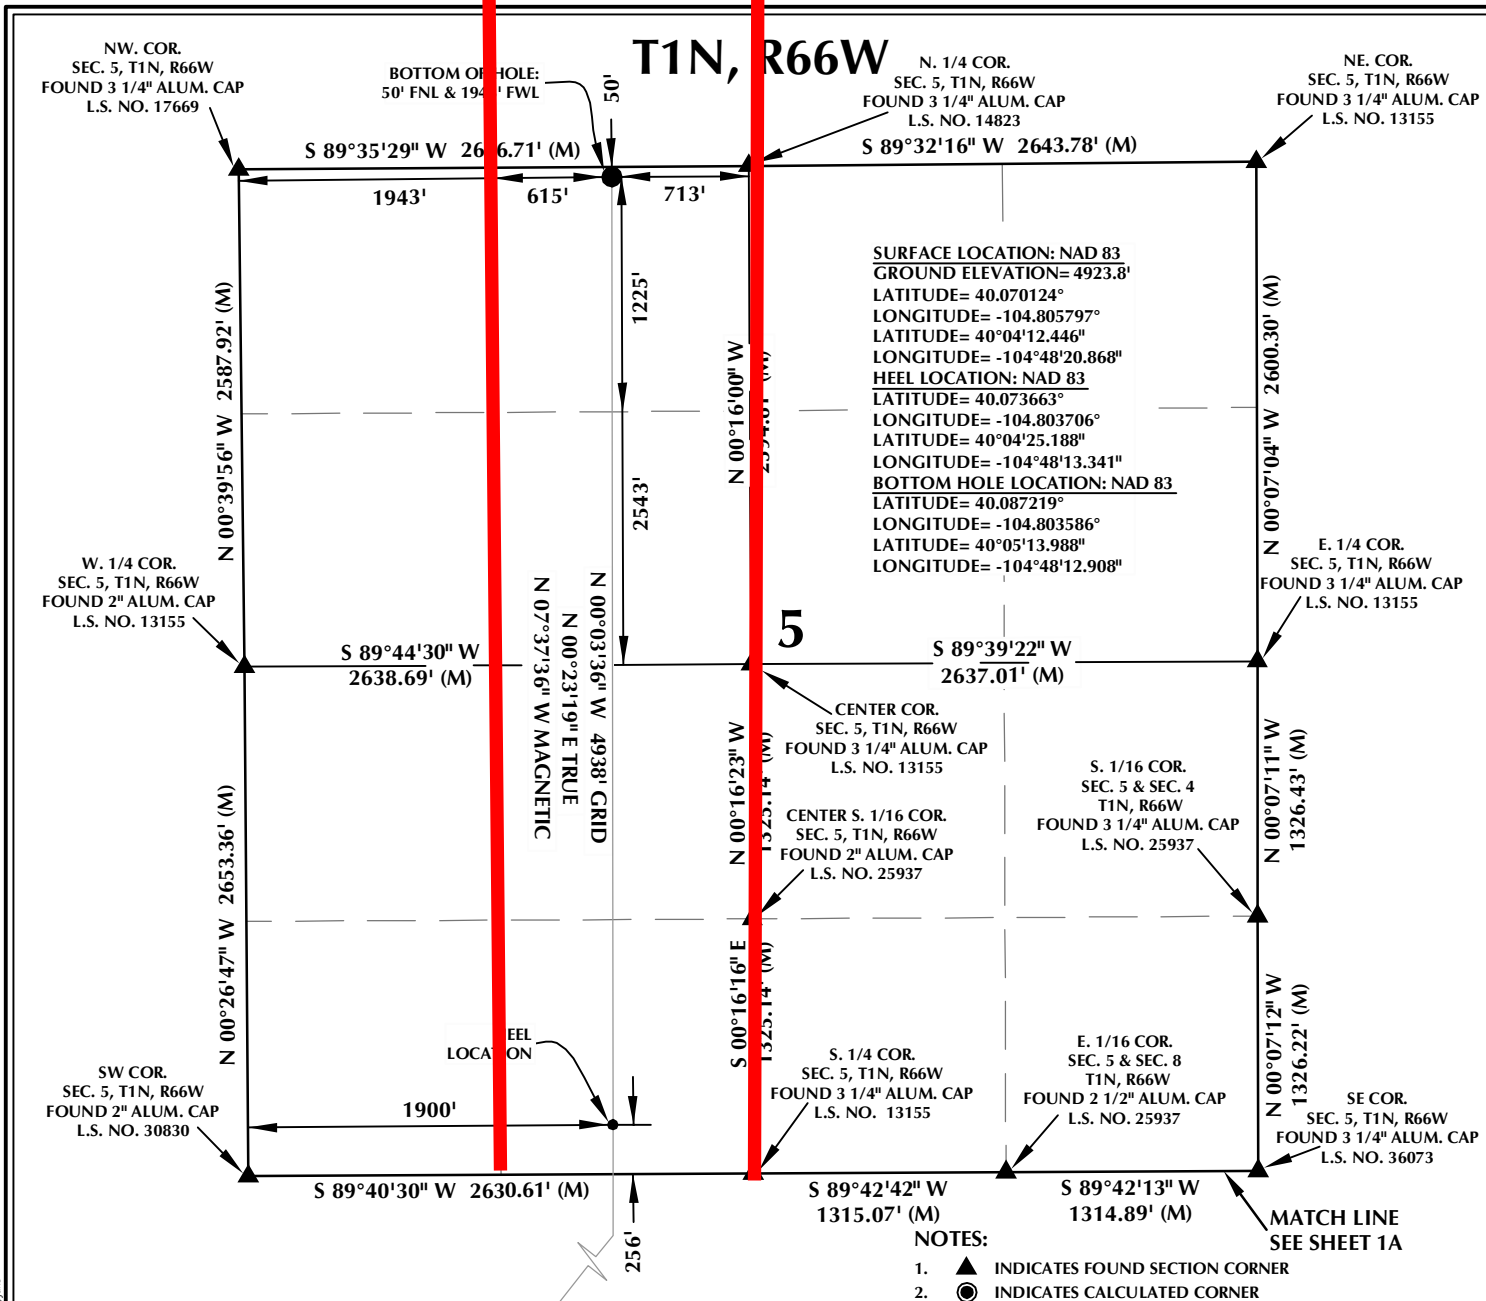 T1N, R66W
NW. COR.
SEC. 5, T1N, R66W
FOUND 3 1/4" ALUM. CAP
L.S. NO. 17669
BOTTOM OF HOLE:
50' FNL & FWL
50'
N. 1/4 COR.
SEC. 5, T1N, R66W
FOUND 3 1/4" ALUM. CAP
L.S. NO. 14823
NE. COR.
SEC. 5, T1N, R66W
FOUND 3 1/4" ALUM. CAP
L.S. NO. 13155
S 89°35'29" W (M)
S 89°32'16" W 2643.78' (M)
1943'
615'
713'
1225'
2543'
N 00°39'56" W 2587.92' (M)
N 00°16'00" W
(M)
N 00°07'04" W 2600.30' (M)
SURFACE LOCATION: NAD 83
GROUND ELEVATION= 4923.8'
LATITUDE= 40.070124°
LONGITUDE= -104.805797°
LATITUDE= 40°04'12.446"
LONGITUDE= -104°48'20.868"
HEEL LOCATION: NAD 83
LATITUDE= 40.073663°
LONGITUDE= -104.803706°
LATITUDE= 40°04'25.188"
LONGITUDE= -104°48'13.341"
BOTTOM HOLE LOCATION: NAD 83
LATITUDE= 40.087219°
LONGITUDE= -104.803586°
LATITUDE= 40°05'13.988"
LONGITUDE= -104°48'12.908"
W. 1/4 COR.
SEC. 5, T1N, R66W
FOUND 2" ALUM. CAP
L.S. NO. 13155
E. 1/4 COR.
SEC. 5, T1N, R66W
FOUND 3 1/4" ALUM. CAP
L.S. NO. 13155
5
S 89°44'30" W
2638.69' (M)
S 89°39'22" W
2637.01' (M)
N 00°03'36" W 4938' GRID
N 00°23'19" E TRUE
N 07°37'36" W MAGNETIC
CENTER COR.
SEC. 5, T1N, R66W
FOUND 3 1/4" ALUM. CAP
L.S. NO. 13155
N 00°16'23" W
1325.14' (M)
CENTER S. 1/16 COR.
SEC. 5, T1N, R66W
FOUND 2" ALUM. CAP
L.S. NO. 25937
S. 1/16 COR.
SEC. 5 & SEC. 4
T1N, R66W
FOUND 3 1/4" ALUM. CAP
L.S. NO. 25937
N 00°07'11" W
1326.43' (M)
N 00°26'47" W 2653.36' (M)
S 00°16'16" E
1325.14' (M)
N 00°07'12" W
1326.22' (M)
LOCATION
1900'
SW COR.
SEC. 5, T1N, R66W
FOUND 2" ALUM. CAP
L.S. NO. 30830
S. 1/4 COR.
SEC. 5, T1N, R66W
FOUND 3 1/4" ALUM. CAP
L.S. NO. 13155
E. 1/16 COR.
SEC. 5 & SEC. 8
T1N, R66W
FOUND 2 1/2" ALUM. CAP
L.S. NO. 25937
SE COR.
SEC. 5, T1N, R66W
FOUND 3 1/4" ALUM. CAP
L.S. NO. 36073
S 89°40'30" W 2630.61' (M)
256'
S 89°42'42" W
1315.07' (M)
S 89°42'13" W
1314.89' (M)
MATCH LINE
SEE SHEET 1A
NOTES:
1. INDICATES FOUND SECTION CORNER
2. INDICATES CALCULATED CORNER